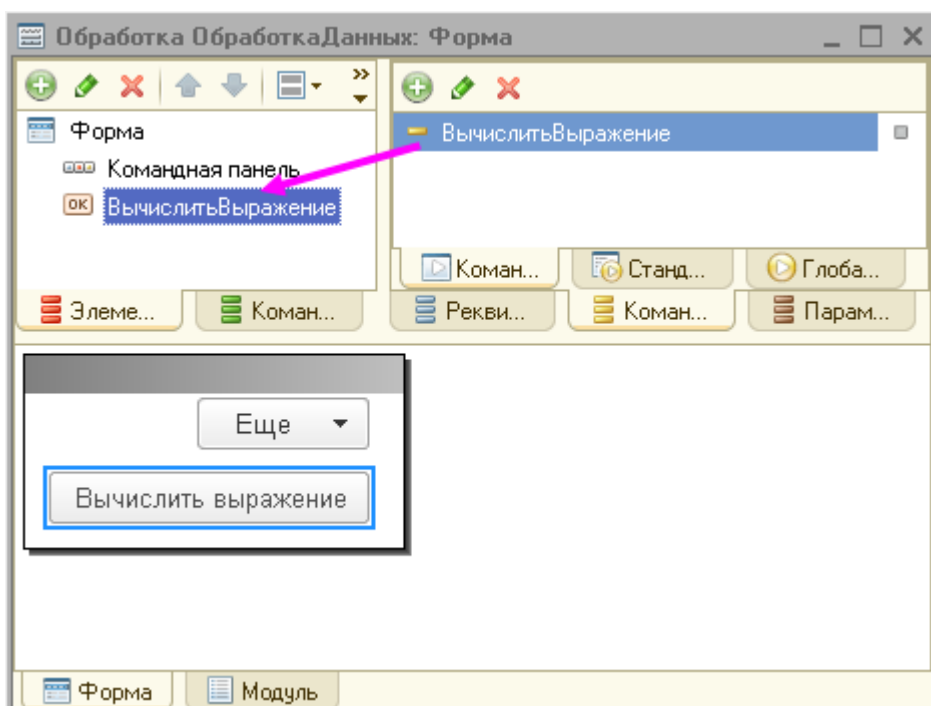 Обработка ОбработкаДанных: Форма
Форма
Командная панель
OK ВычислитьВыражение
Элеме... Коман...
ВычислитьВыражение
Коман... Станд... Глоба...
Рекви... Коман... Парам...
Еще
Вычислить выражение
Форма Модуль